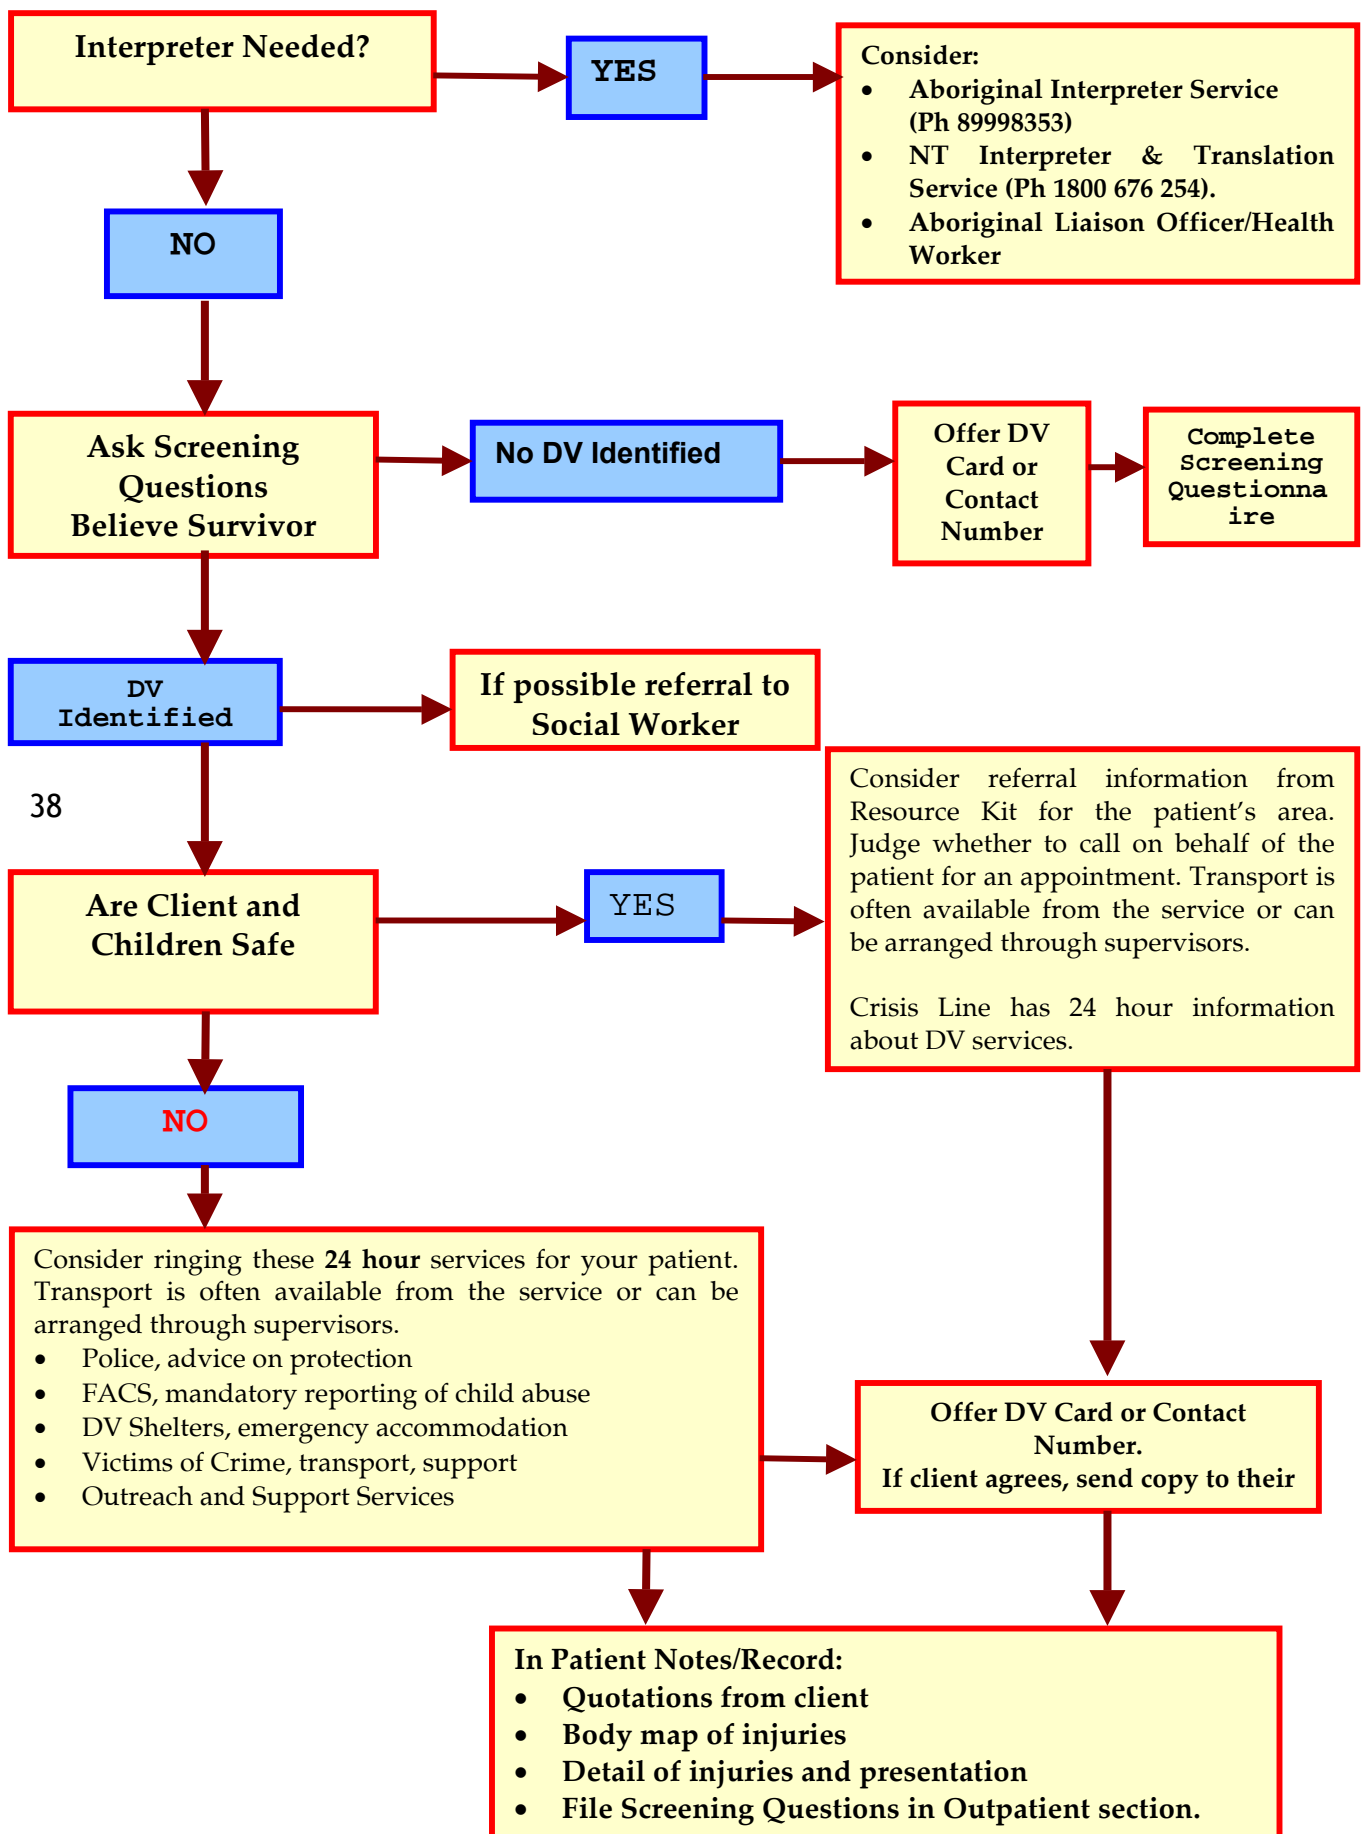 Interpreter Needed?
YES
Consider:
• Aboriginal Interpreter Service
(Ph 89998353)
• NT Interpreter & Translation
Service (Ph 1800 676 254).
• Aboriginal Liaison Officer/Health
Worker
NO
Ask Screening
Questions
Believe Survivor
No DV Identified
Offer DV
Card or
Contact
Number
Complete
Screening
Questionna
ire
DV
Identified
If possible referral to
Social Worker
38
Are Client and
Children Safe
YES
Consider referral information from
Resource Kit for the patient’s area.
Judge whether to call on behalf of the
patient for an appointment. Transport is
often available from the service or can
be arranged through supervisors.
Crisis Line has 24 hour information
about DV services.
NO
Consider ringing these 24 hour services for your patient.
Transport is often available from the service or can be
arranged through supervisors.
• Police, advice on protection
• FACS, mandatory reporting of child abuse
• DV Shelters, emergency accommodation
• Victims of Crime, transport, support
• Outreach and Support Services
Offer DV Card or Contact
Number.
If client agrees, send copy to their
In Patient Notes/Record:
• Quotations from client
• Body map of injuries
• Detail of injuries and presentation
• File Screening Questions in Outpatient section.